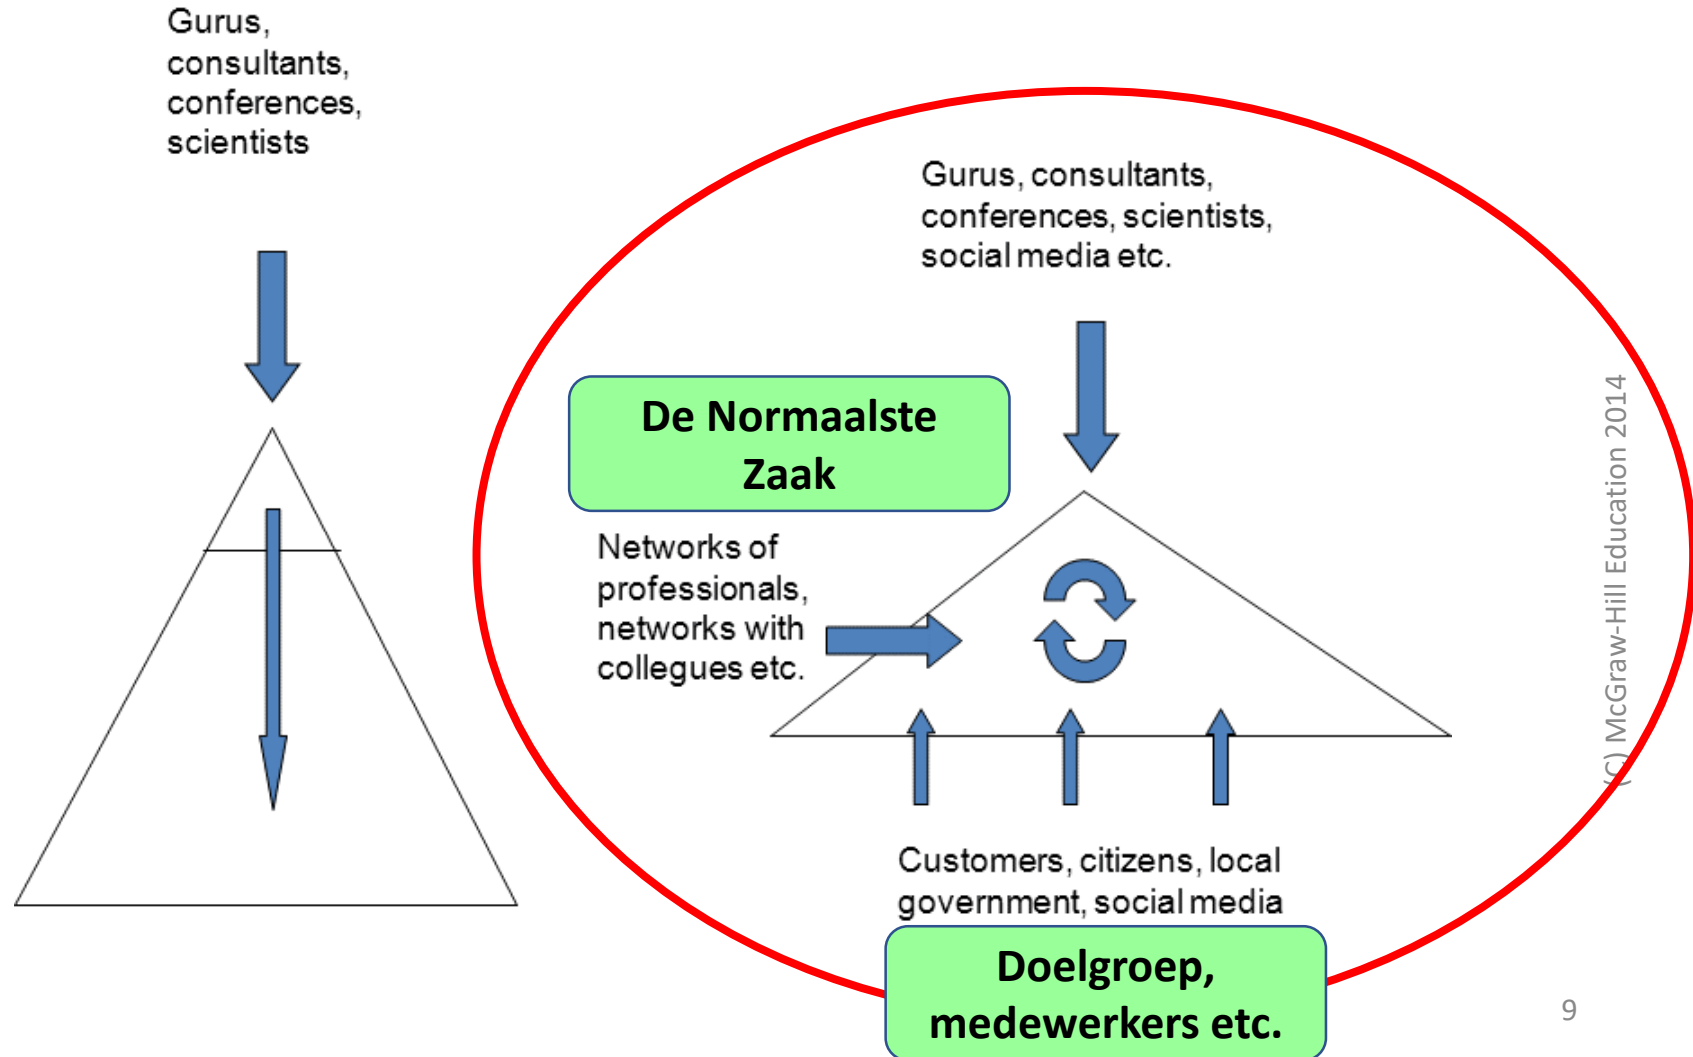 Gurus,
consultants,
conferences,
scientists
Gurus, consultants,
conferences, scientists,
social media etc.
De Normaalste
Zaak
Networks of
professionals,
networks with
collegues etc.
Customers, citizens, local
government, social media
Doelgroep,
medewerkers etc.
(C) McGraw-Hill Education 2014
9